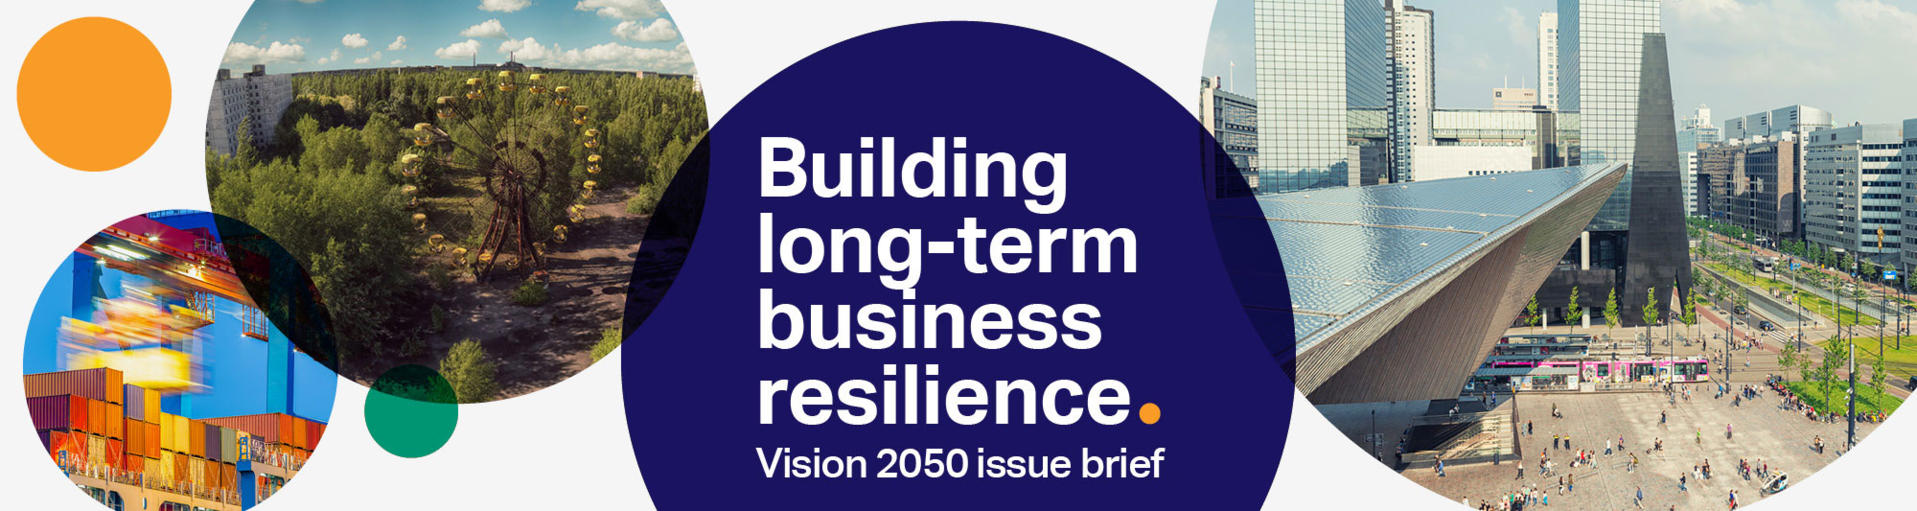 Building
long-term
business
resilience.
Vision 2050 issue brief